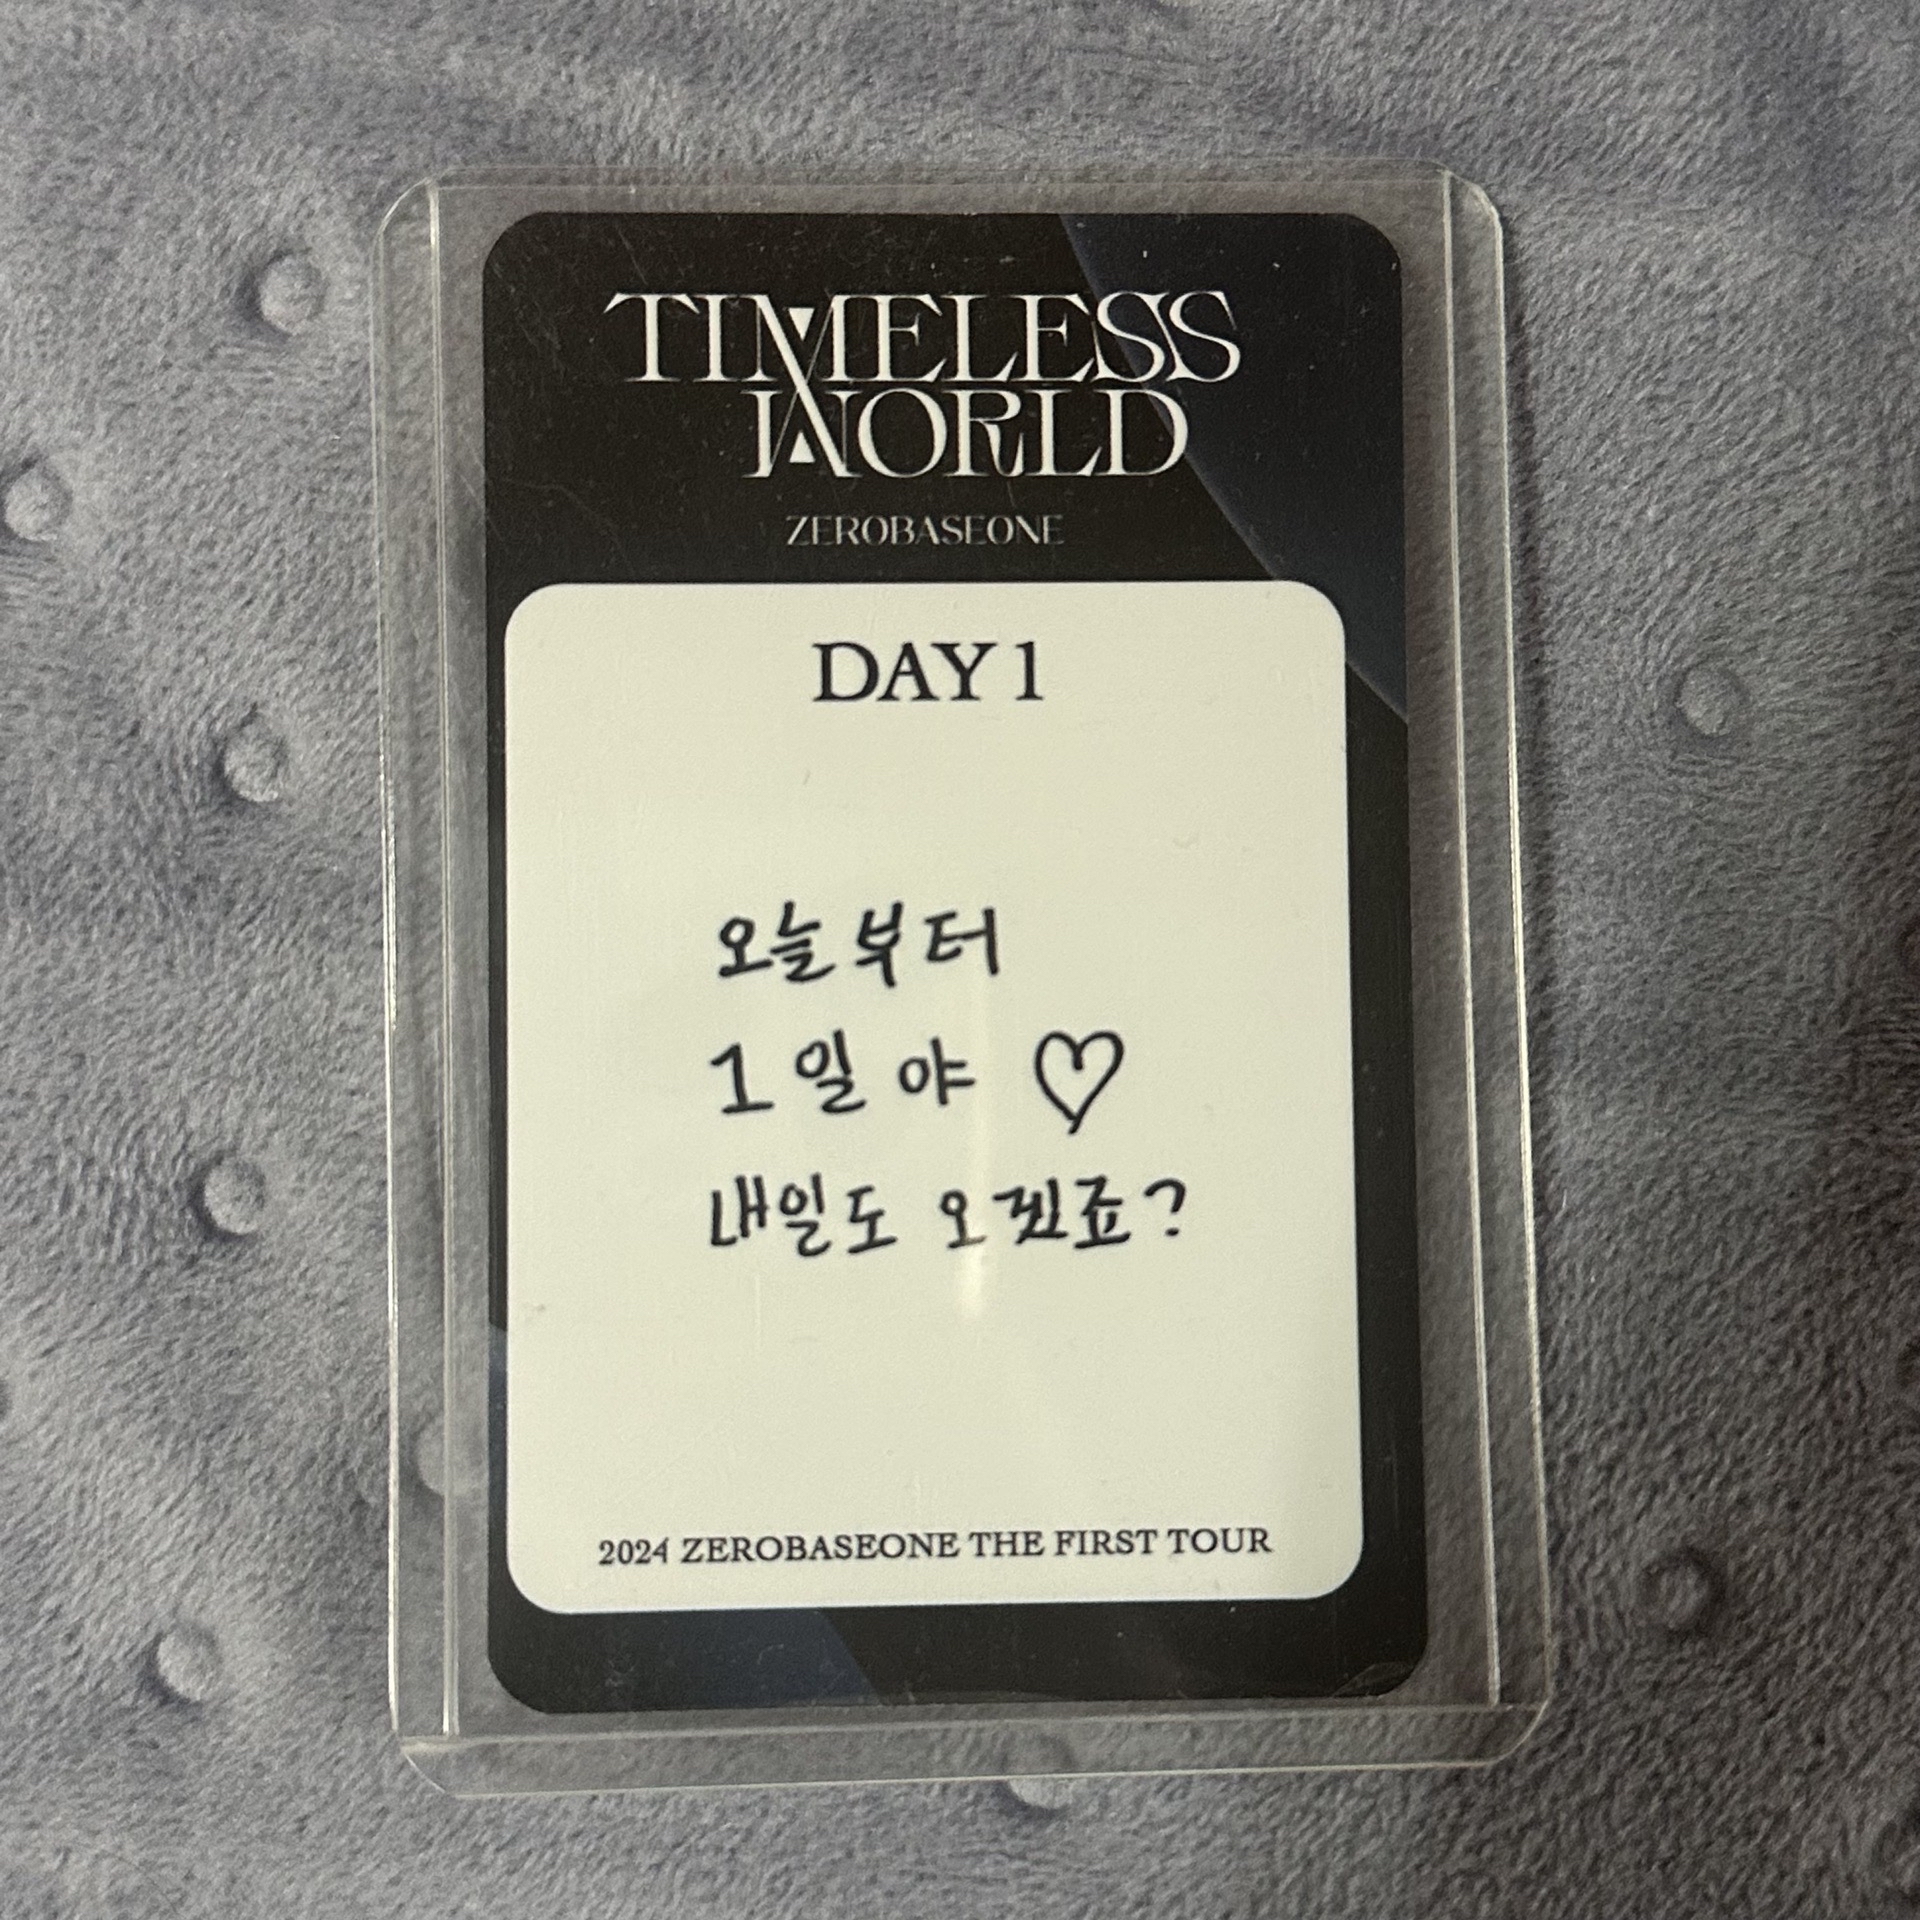 TIMELESS
WORLD
ZEROBASEONE
DAY 1
오늘부터
1일야 ♡
내일도 오겠죠?
2024 ZEROBASEONE THE FIRST TOUR